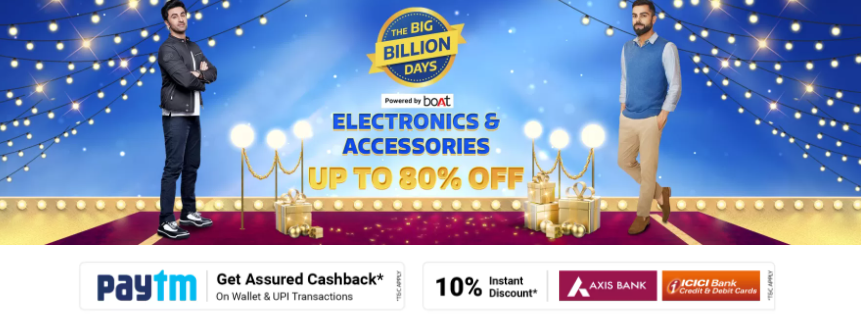 THE BIG
BILLION
DAYS
Powered by boAt
ELECTRONICS &
ACCESSORIES
UP TO 80% OFF
paytm
Get Assured Cashback*
On Wallet & UPI Transactions
*T&C APPLY
10%
Instant
Discount*
AXIS BANK
ICICI Bank
Credit & Debit Cards
*T&C APPLY